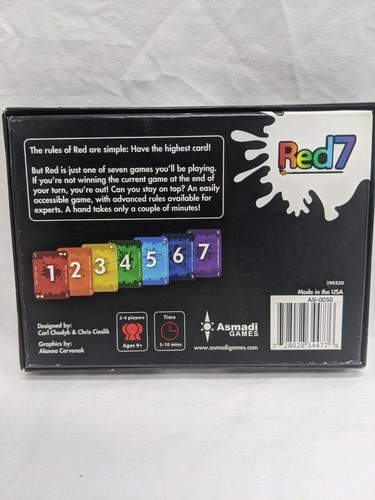 The rules of Red are simple: Have the highest card!
But Red is just one of seven games you'll be playing.
If you're not winning the current game at the end of
your turn, you're out! Can you stay on top? An easily
accessible game, with advanced rules available for
experts. A hand takes only a couple of minutes!
Red7
1 2 3 4 5 6 7
390320
Made in the USA
ASI-0050
Designed by:
Carl Chudyk & Chris Cieslik
Graphics by:
Alanna Cervenak
2-4 players
Ages 9+
Time
5-10 mins
Asmadi
GAMES
www.asmadigames.com
7 28028 34477 6